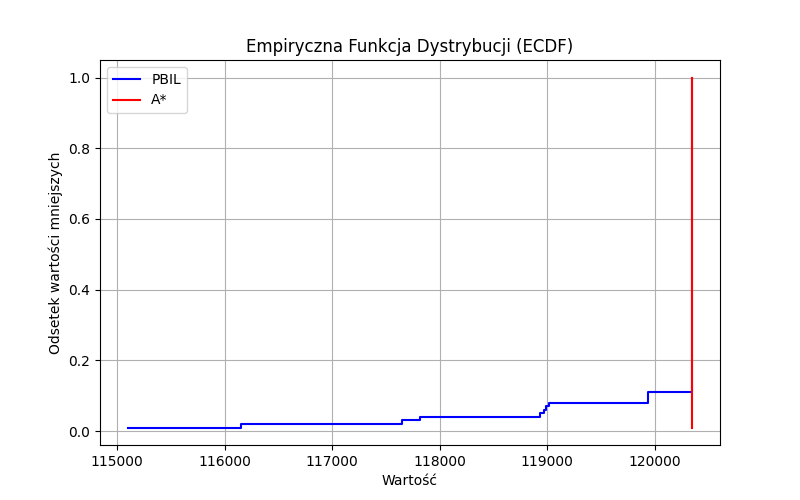 Empiryczna Funkcja Dystrybucji (ECDF)
PBIL
A*
Odsetek wartości mniejszych
1.0
0.8
0.6
0.4
0.2
0.0
115000 116000 117000 118000 119000 120000
Wartość